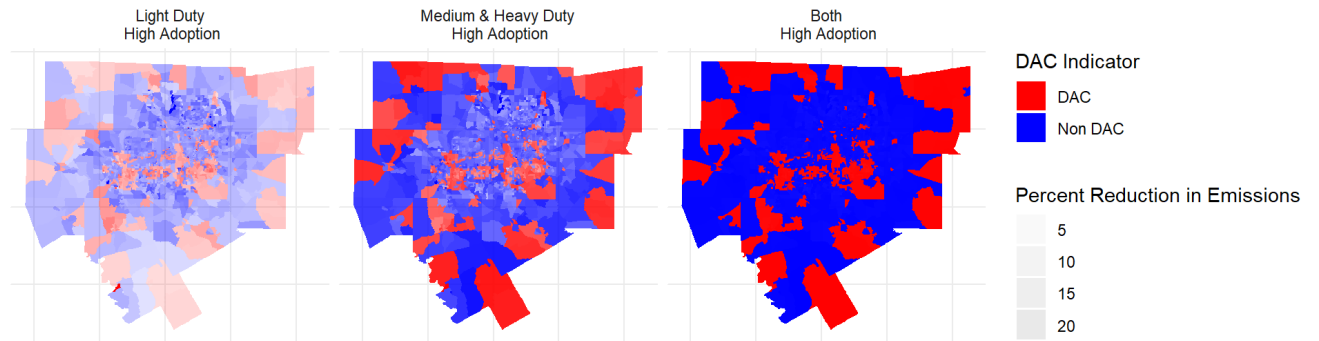 Light Duty
High Adoption
Medium & Heavy Duty
High Adoption
Both
High Adoption
DAC Indicator
DAC
Non DAC
Percent Reduction in Emissions
5
10
15
20